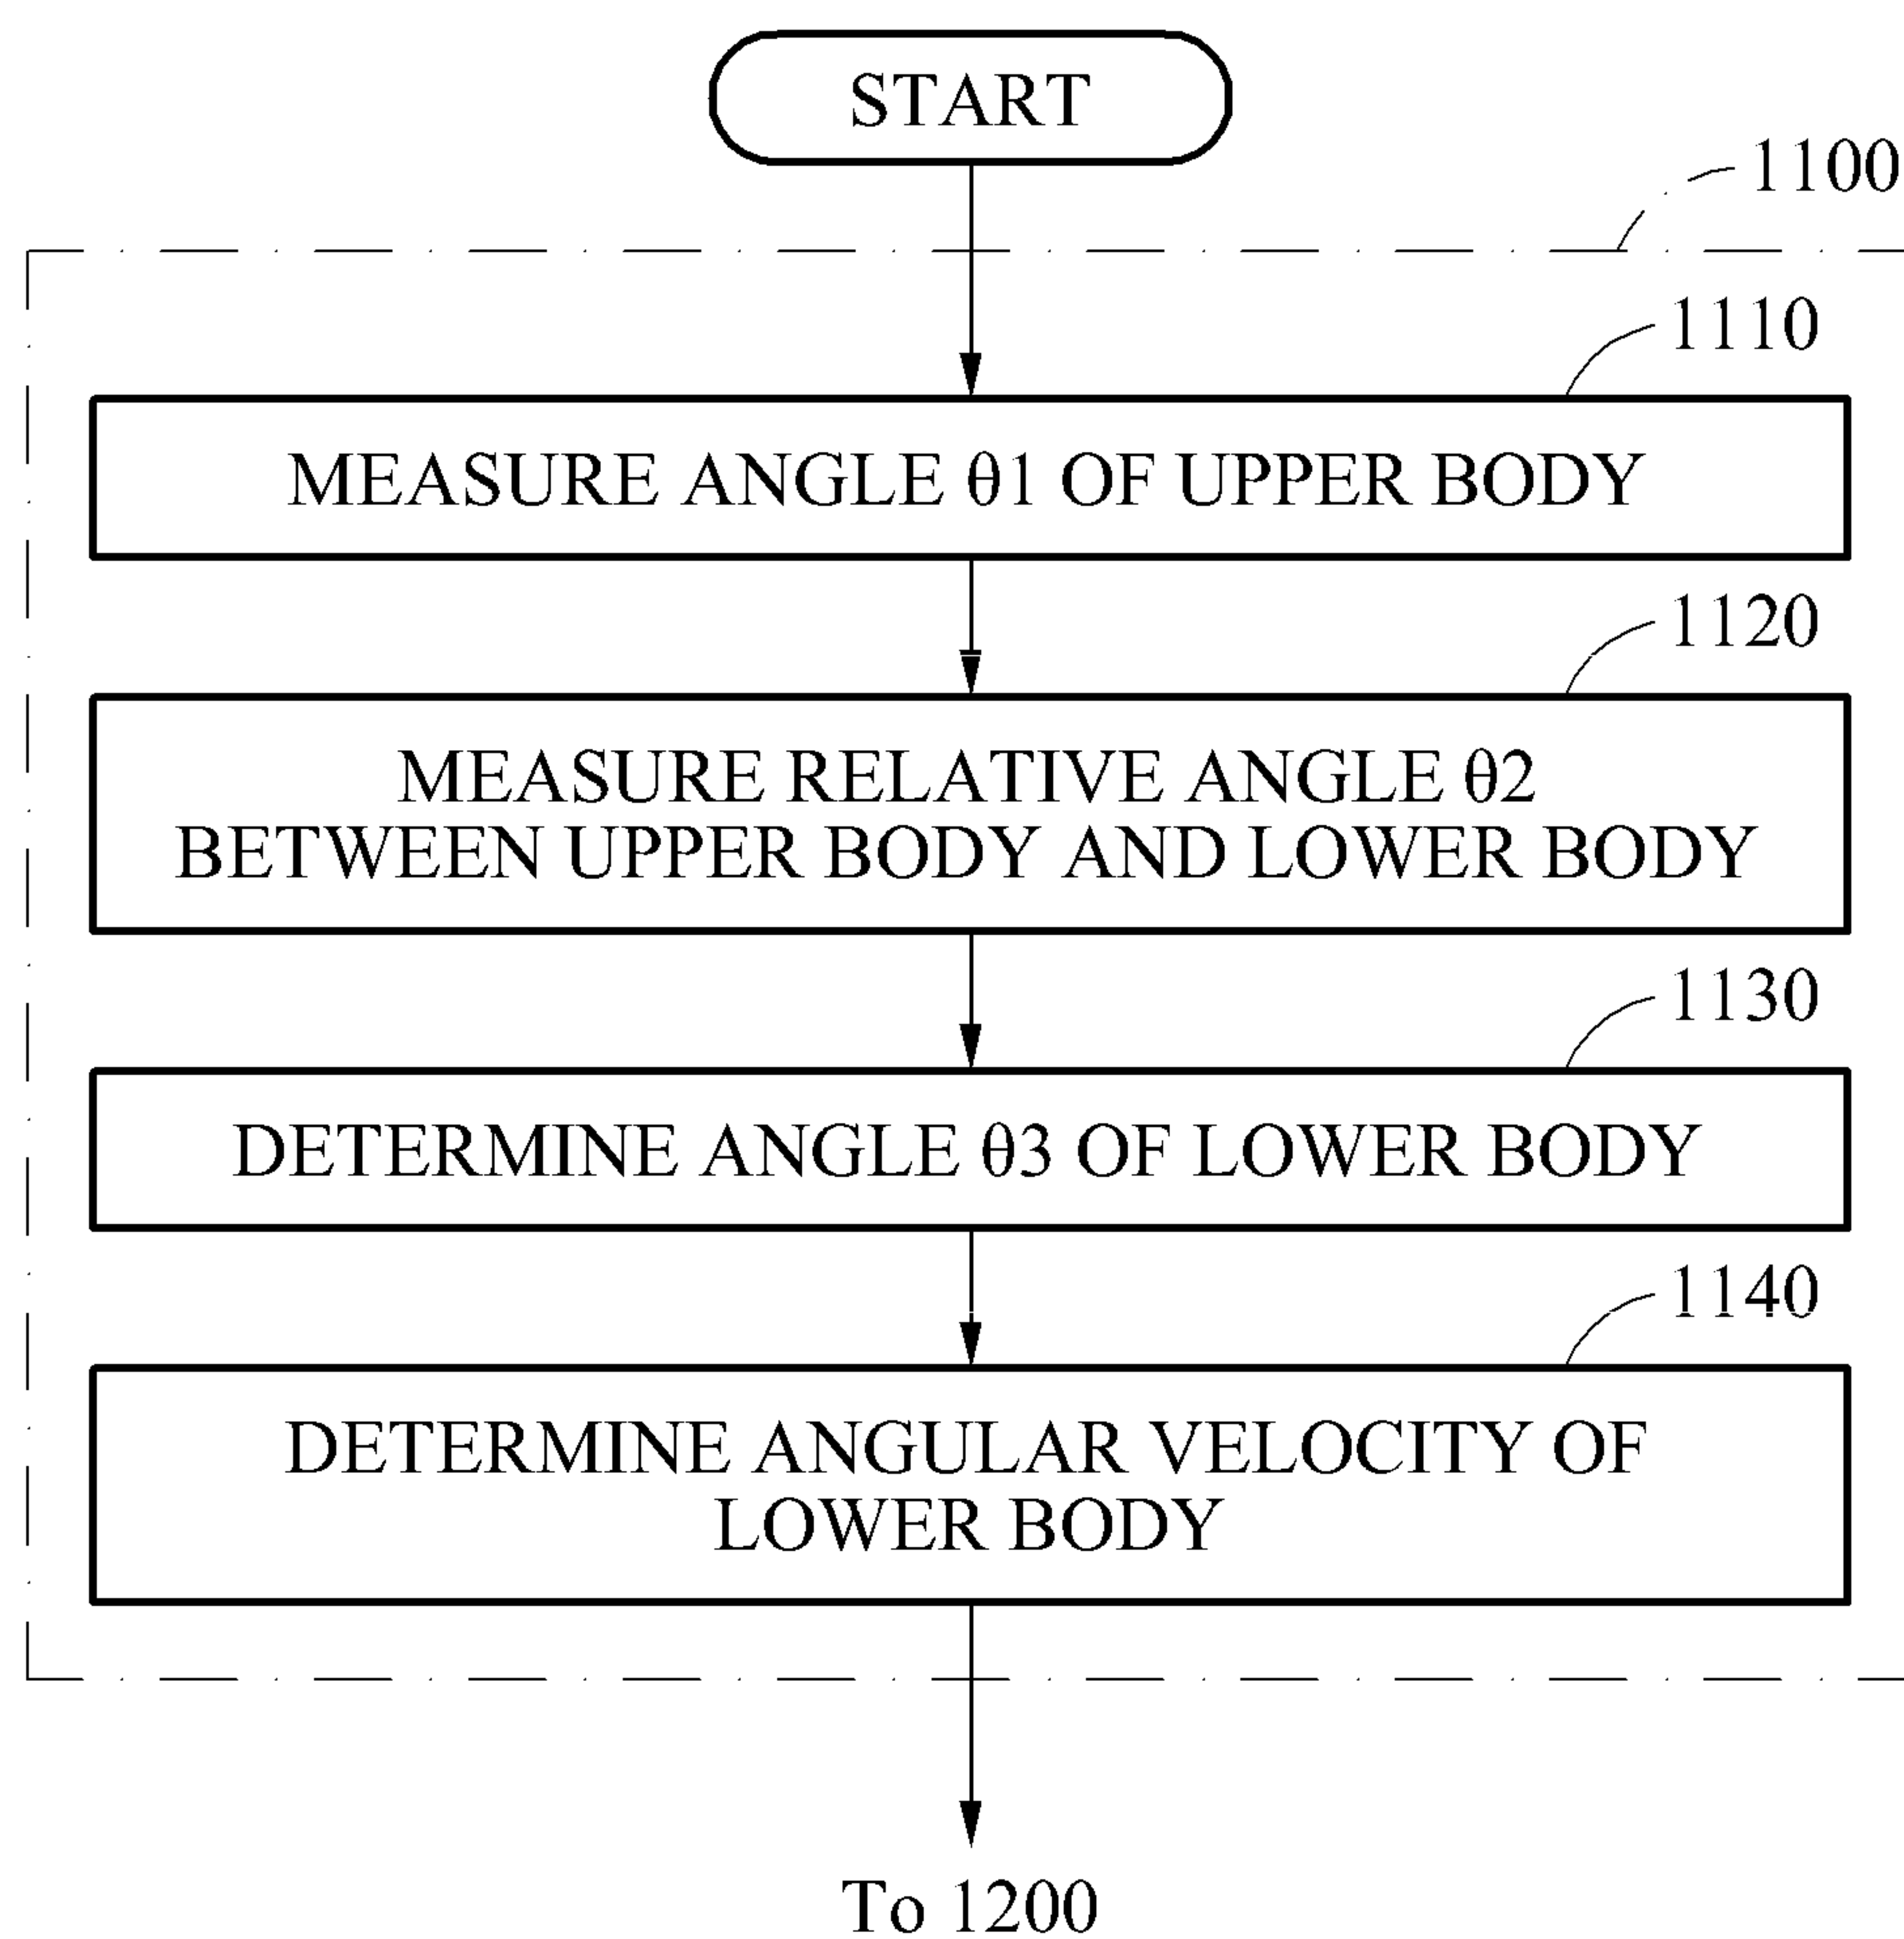 START
1100
1110
MEASURE ANGLE θ1 OF UPPER BODY
1120
MEASURE RELATIVE ANGLE θ2
BETWEEN UPPER BODY AND LOWER BODY
1130
DETERMINE ANGLE θ3 OF LOWER BODY
1140
DETERMINE ANGULAR VELOCITY OF
LOWER BODY
To 1200